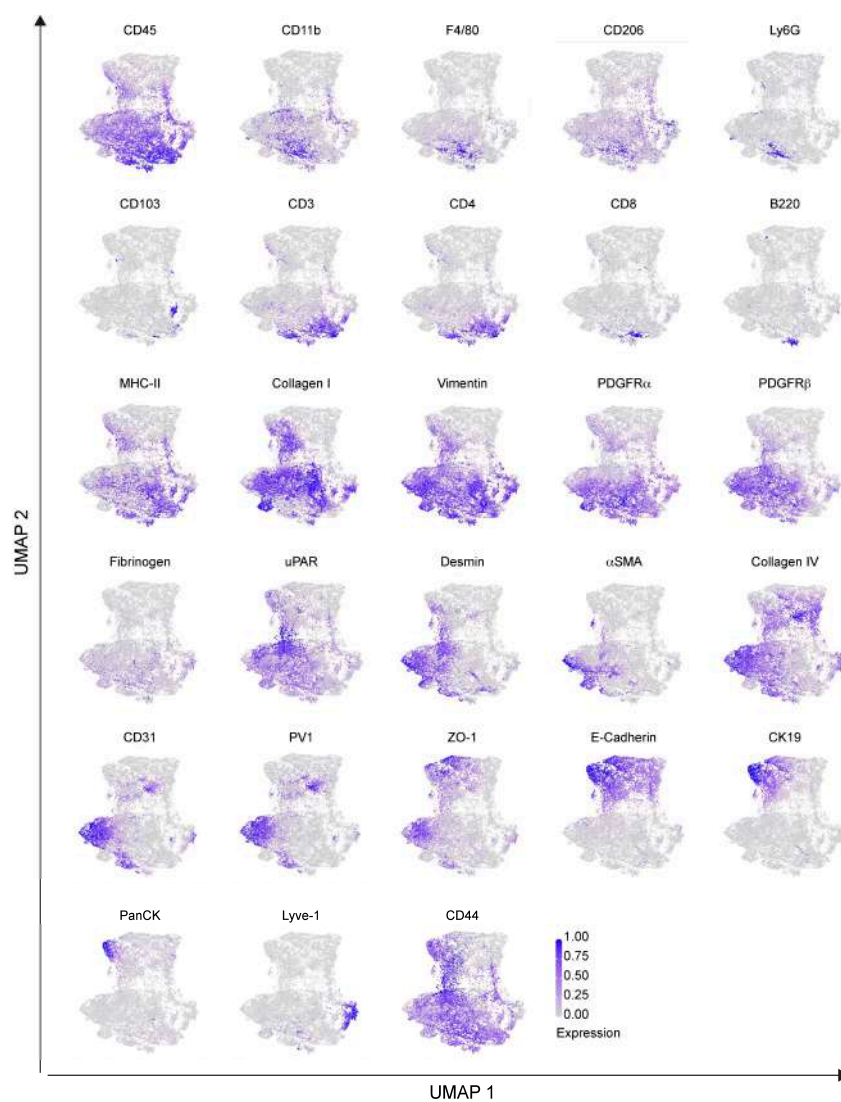 CD45 CD11b F4/80 CD206 Ly6G
CD103 CD3 CD4 CD8 B220
MHC-II Collagen I Vimentin PDGFRα PDGFRβ
Fibrinogen uPAR Desmin αSMA Collagen IV
CD31 PV1 ZO-1 E-Cadherin CK19
PanCK Lyve-1 CD44
1.00
0.75
0.50
0.25
0.00
Expression
UMAP 2
UMAP 1